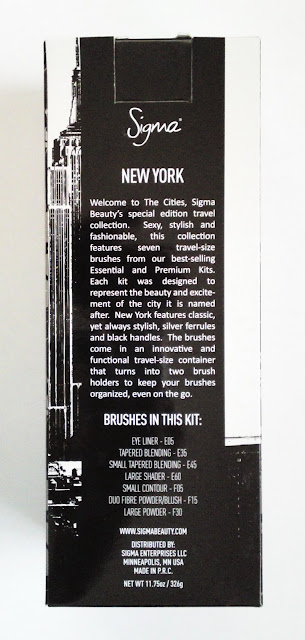 Sigma®
NEW YORK
Welcome to The Cities, Sigma
Beauty's special edition travel
collection. Sexy, stylish and
fashionable, this collection
features seven travel-size
brushes from our best-selling
Essential and Premium Kits.
Each kit was designed to
represent the beauty and excite-
ment of the city it is named
after. New York features classic,
yet always stylish, silver ferrules
and black handles. The brushes
come in an innovative and
functional travel-size container
that turns into two brush
holders to keep your brushes
organized, even on the go.
BRUSHES IN THIS KIT:
EYE LINER - E05
TAPERED BLENDING - E35
SMALL TAPERED BLENDING - E45
LARGE SHADER - E60
SMALL CONTOUR - F05
DUO FIBRE POWDER/BLUSH - F15
LARGE POWDER - F30
WWW.SIGMABEAUTY.COM
DISTRIBUTED BY:
SIGMA ENTERPRISES LLC
MINNEAPOLIS, MN USA
MADE IN P.R.C.
NET WT 11.75oz / 326g